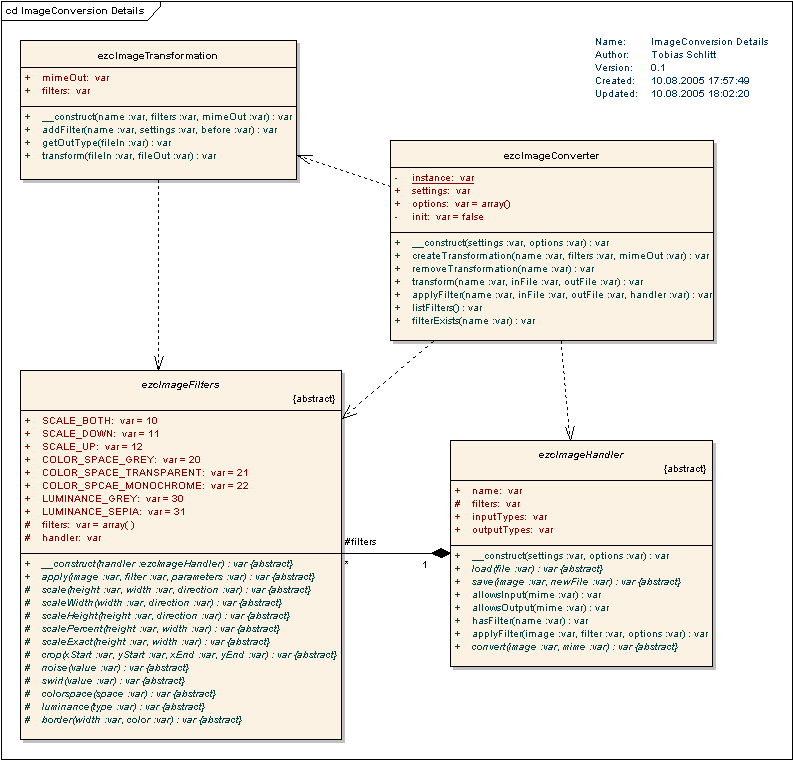 cd ImageConversion Details
Name: ImageConversion Details
Author: Tobias Schlitt
Version: 0.1
Created: 10.08.2005 17:57:49
Updated: 10.08.2005 18:02:20
ezcImageTransformation
+ mimeOut: var
+ filters: var
+ __construct(name :var, filters :var, mimeOut :var) : var
+ addFilter(name :var, settings :var, before :var) : var
+ getOutType(fileIn :var) : var
+ transform(fileIn :var, fileOut :var) : var
ezcImageConverter
- instance: var
+ settings: var
+ options: var = array()
- init: var = false
+ __construct(settings :var, options :var) : var
+ createTransformation(name :var, filters :var, mimeOut :var) : var
+ removeTransformation(name :var) : var
+ transform(name :var, inFile :var, outFile :var) : var
+ applyFilter(name :var, inFile :var, outFile :var, handler :var) : var
+ listFilters() : var
+ filterExists(name :var) : var
ezcImageFilters
{abstract}
+ SCALE_BOTH: var = 10
+ SCALE_DOWN: var = 11
+ SCALE_UP: var = 12
+ COLOR_SPACE_GREY: var = 20
+ COLOR_SPACE_TRANSPARENT: var = 21
+ COLOR_SPCAE_MONOCHROME: var = 22
+ LUMINANCE_GREY: var = 30
+ LUMINANCE_SEPIA: var = 31
# filters: var = array( )
# handler: var
+ __construct(handler :ezcImageHandler) : var {abstract}
+ apply(image :var, filter :var, parameters :var) : var {abstract}
# scale(height :var, width :var, direction :var) : var {abstract}
# scaleWidth(width :var, direction :var) : var {abstract}
# scaleHeight(height :var, direction :var) : var {abstract}
# scalePercent(height :var, width :var) : var {abstract}
# scaleExact(height :var, width :var) : var {abstract}
# crop(xStart :var, yStart :var, xEnd :var, yEnd :var) : var {abstract}
# noise(value :var) : var {abstract}
# swirl(value :var) : var {abstract}
# colorspace(space :var) : var {abstract}
# luminance(type :var) : var {abstract}
# border(width :var, color :var) : var {abstract}
#filters
*
1
ezcImageHandler
{abstract}
+ name: var
# filters: var
+ inputTypes: var
+ outputTypes: var
+ __construct(settings :var, options :var) : var
+ load(file :var) : var {abstract}
+ save(image :var, newFile :var) : var {abstract}
+ allowsInput(mime :var) : var
+ allowsOutput(mime :var) : var
+ hasFilter(name :var) : var
+ applyFilter(image :var, filter :var, options :var) : var
+ convert(image :var, mime :var) : var {abstract}